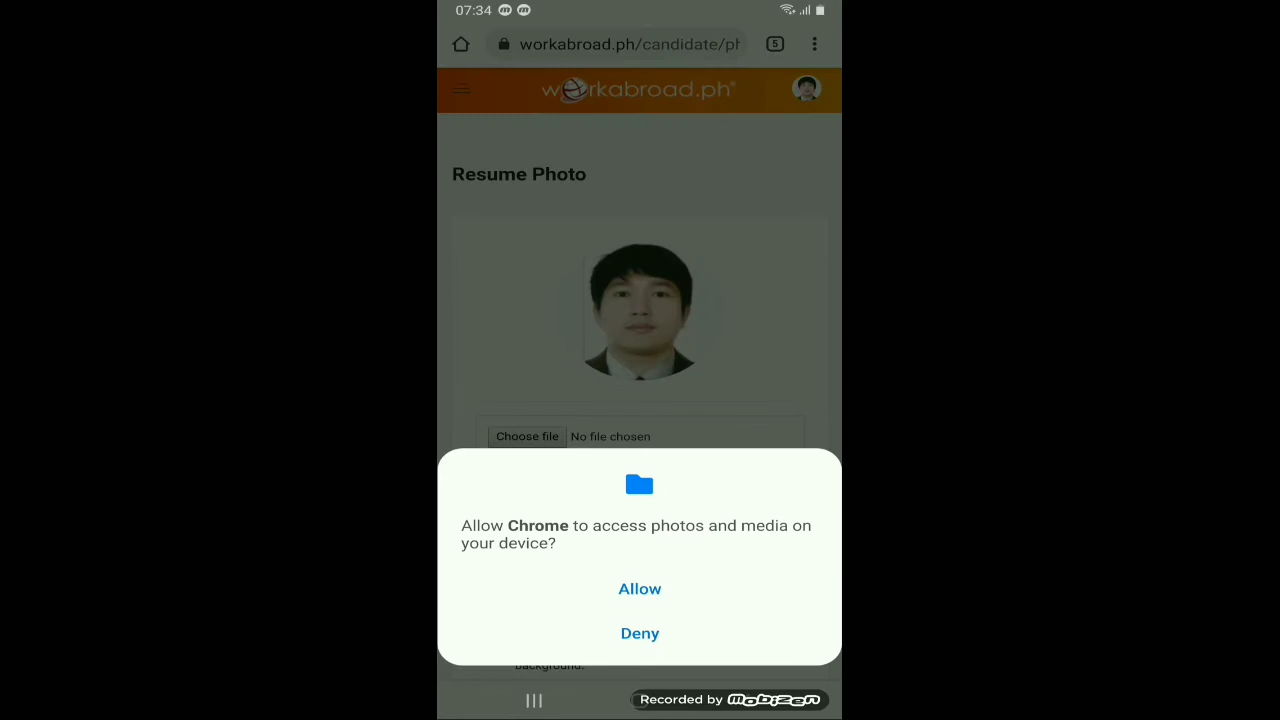 07:34
workabroad.ph/candidate/ph
5
workabroad.ph
Resume Photo
Choose file No file chosen
Allow Chrome to access photos and media on
your device?
Allow
Deny
background.
Recorded by mobizen